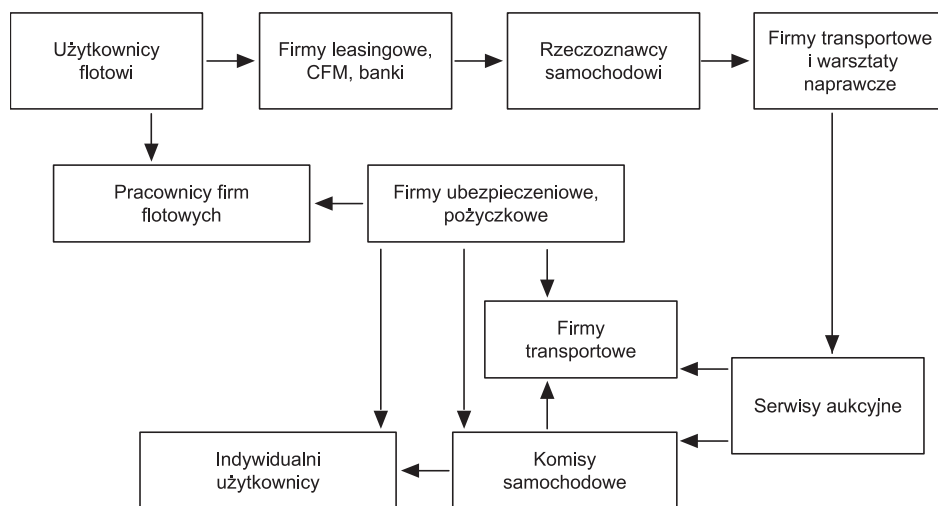 Użytkownicy
flotowi
Firmy leasingowe,
CFM, banki
Rzeczoznawcy
samochodowi
Firmy transportowe
i warsztaty
naprawcze
Pracownicy firm
flotowych
Firmy ubezpieczeniowe,
pożyczkowe
Firmy
transportowe
Serwisy aukcyjne
Indywidualni
użytkownicy
Komisy
samochodowe